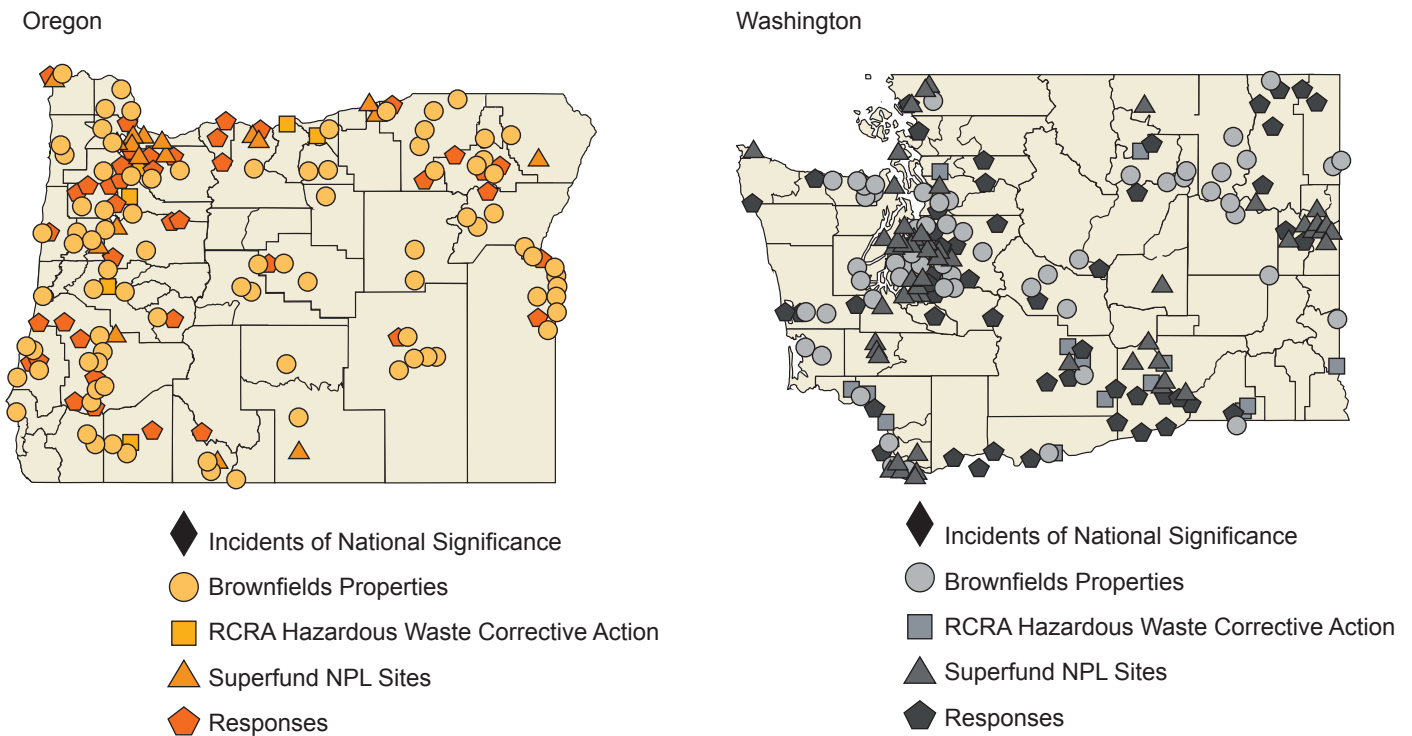 Oregon
Washington
Incidents of National Significance
Brownfields Properties
RCRA Hazardous Waste Corrective Action
Superfund NPL Sites
Responses
Incidents of National Significance
Brownfields Properties
RCRA Hazardous Waste Corrective Action
Superfund NPL Sites
Responses